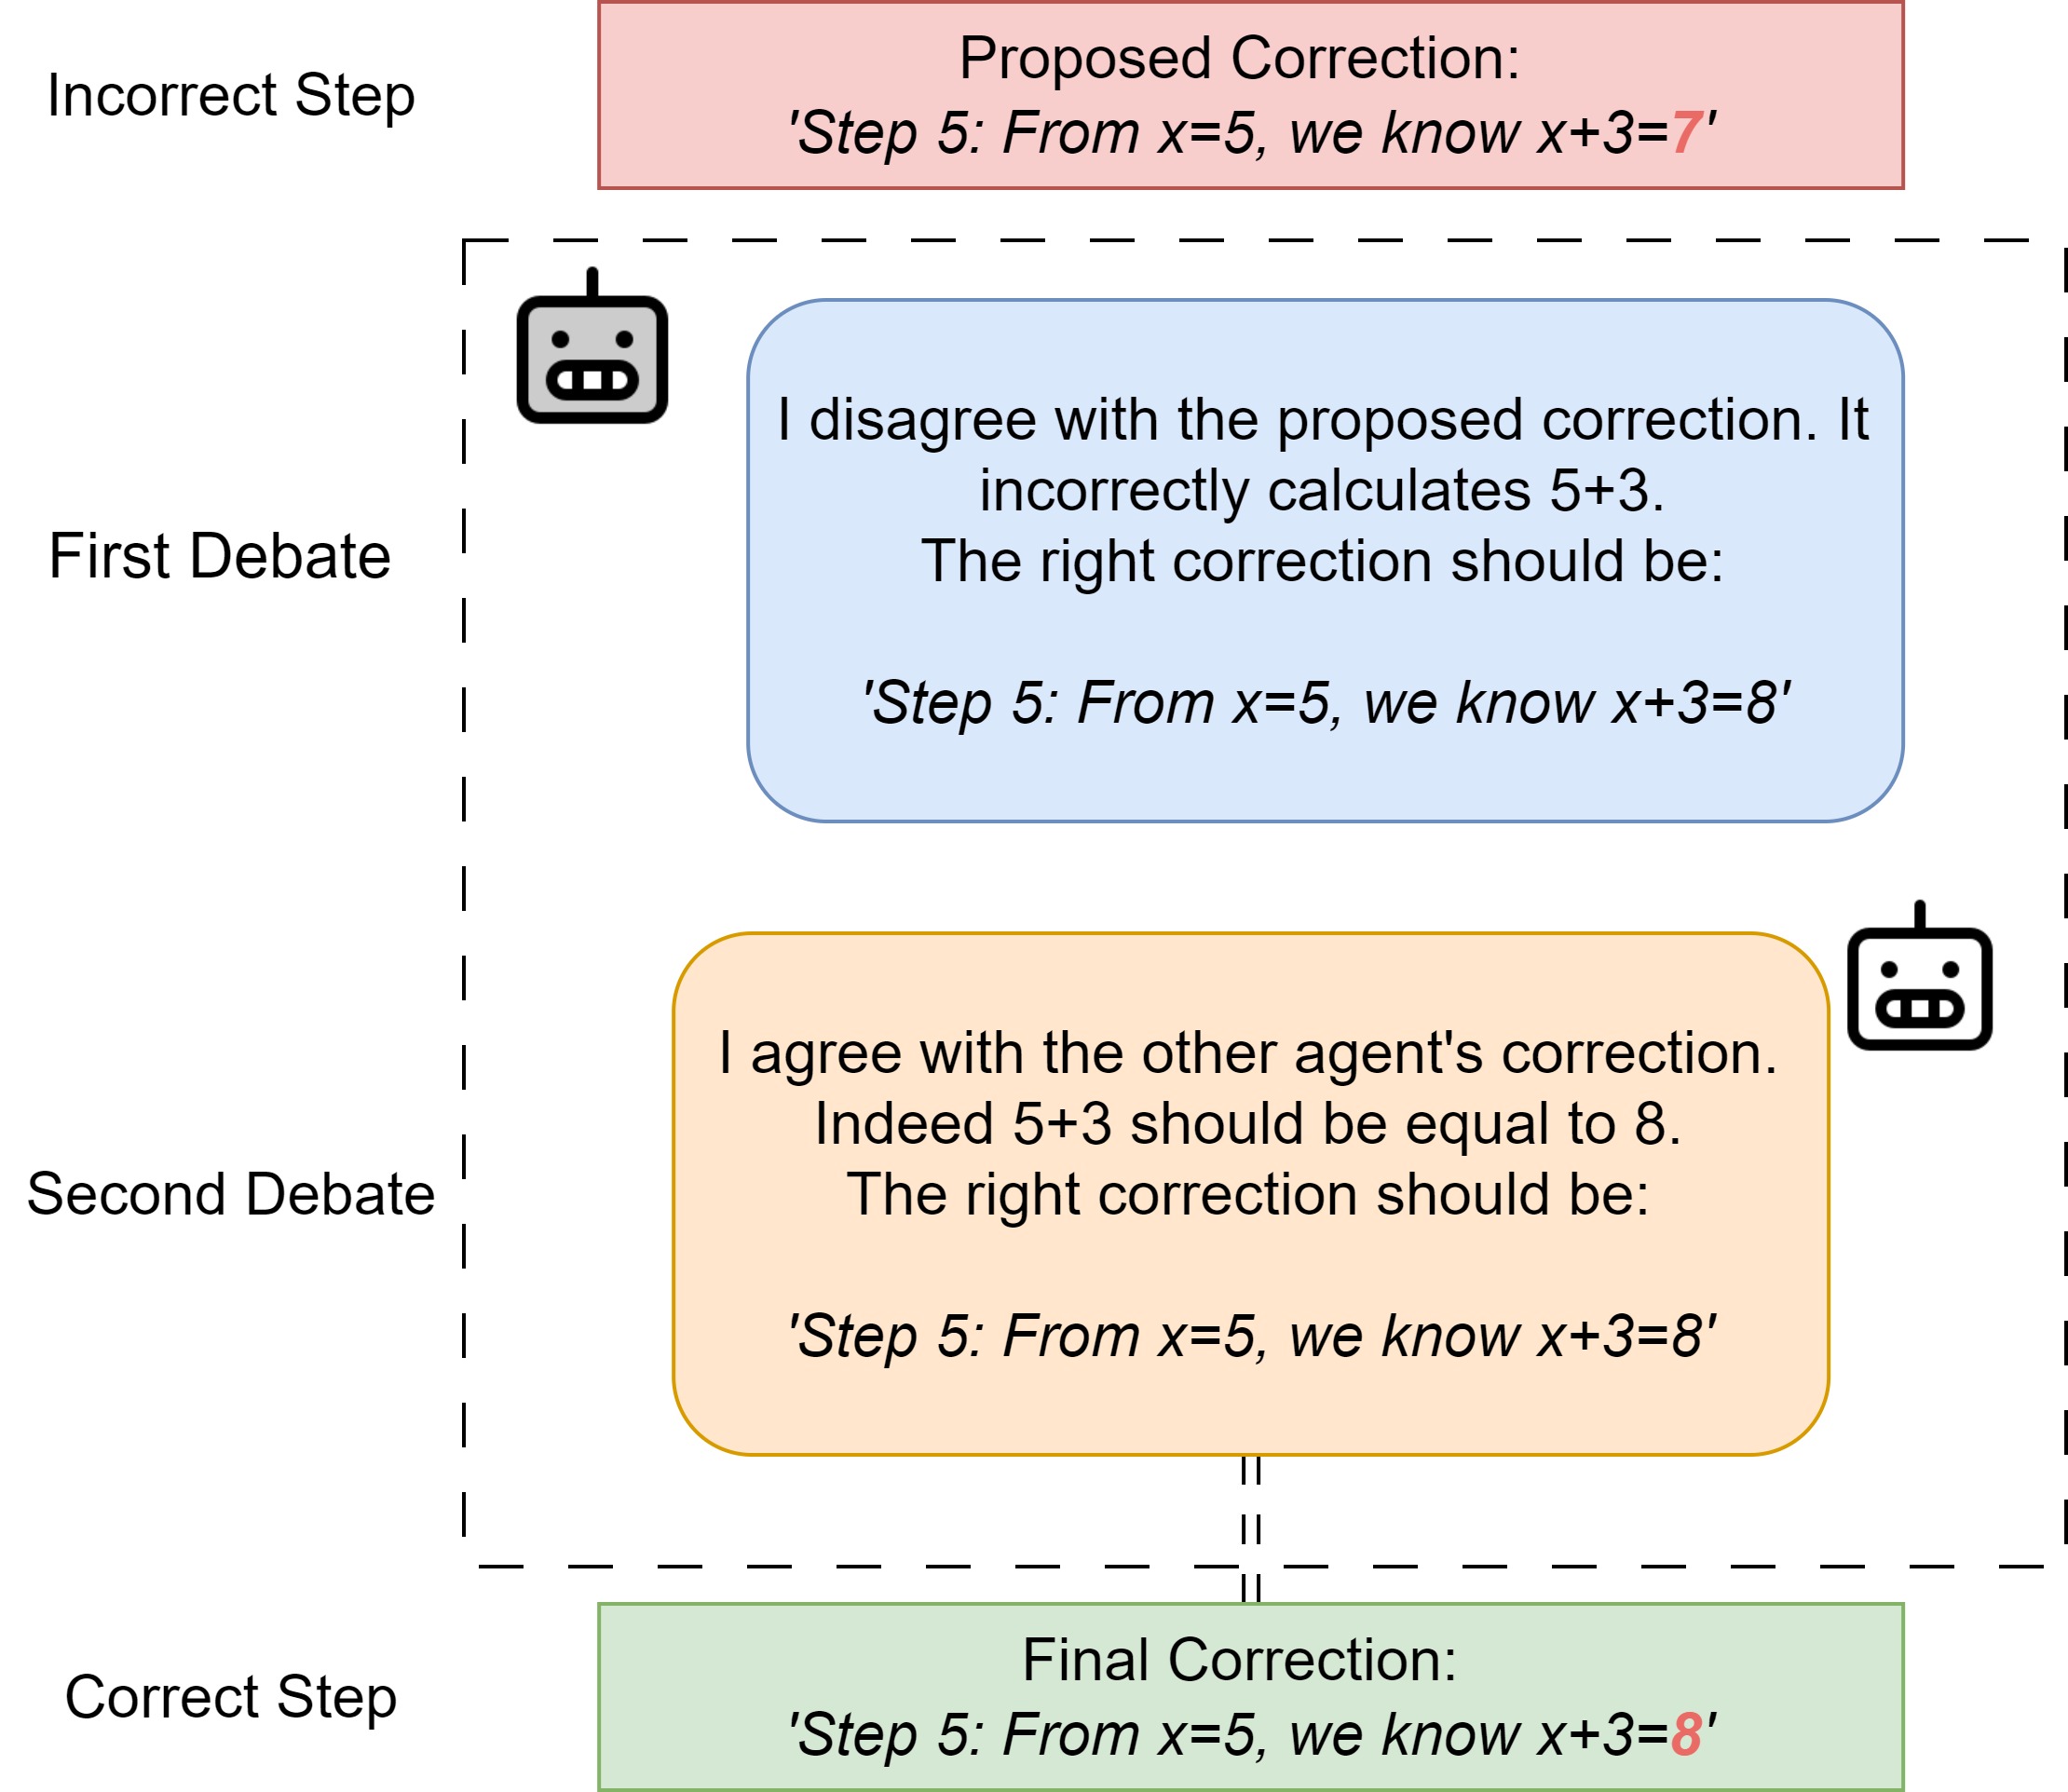 Incorrect Step
Proposed Correction:
'Step 5: From x=5, we know x+3=7'
First Debate
I disagree with the proposed correction. It
incorrectly calculates 5+3.
The right correction should be:
'Step 5: From x=5, we know x+3=8'
Second Debate
I agree with the other agent's correction.
Indeed 5+3 should be equal to 8.
The right correction should be:
'Step 5: From x=5, we know x+3=8'
Correct Step
Final Correction:
'Step 5: From x=5, we know x+3=8'